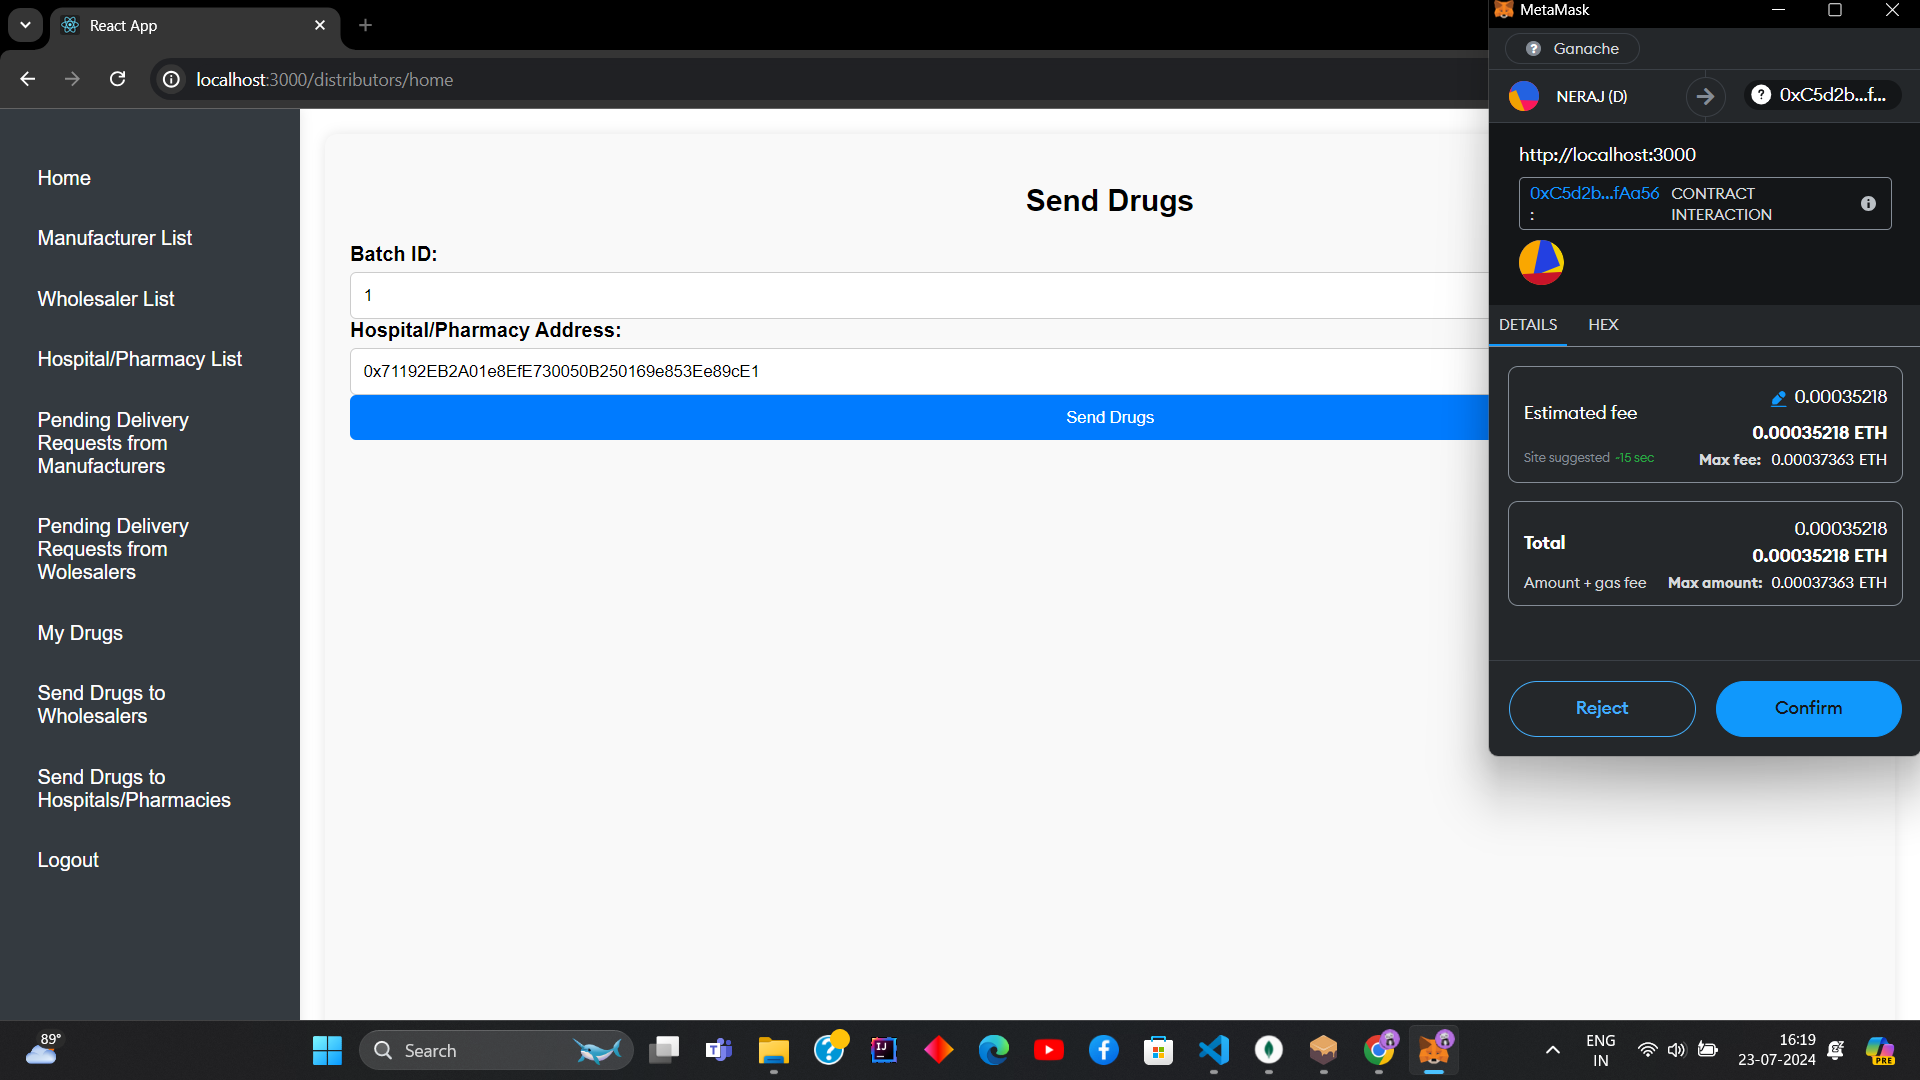 React App
localhost:3000/distributors/home
Home
Manufacturer List
Wholesaler List
Hospital/Pharmacy List
Pending Delivery
Requests from
Manufacturers
Pending Delivery
Requests from
Wolesalers
My Drugs
Send Drugs to
Wholesalers
Send Drugs to
Hospitals/Pharmacies
Logout
Send Drugs
Batch ID:
1
Hospital/Pharmacy Address:
0x71192EB2A01e8EfE730050B250169e853Ee89cE1
Send Drugs
MetaMask
Ganache
NERAJ (D)
0xC5d2b...f...
http://localhost:3000
0xC5d2b...fAa56 CONTRACT
: INTERACTION
DETAILS HEX
0.00035218
Estimated fee
0.00035218 ETH
Site suggested ~15 sec Max fee: 0.00037363 ETH
0.00035218
Total
0.00035218 ETH
Amount + gas fee Max amount: 0.00037363 ETH
Reject Confirm
89°
Search
ENG
IN
16:19
23-07-2024
PRE